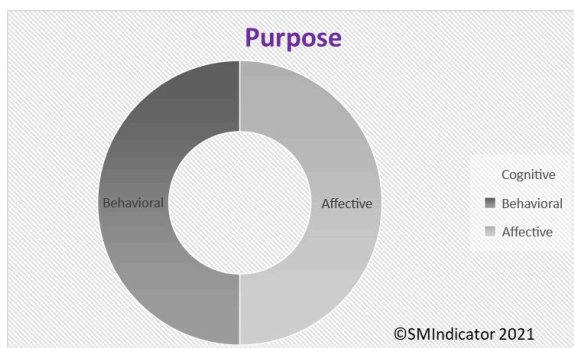 Purpose
Behavioral
Affective
Cognitive
Behavioral
Affective
©SMIndicator 2021